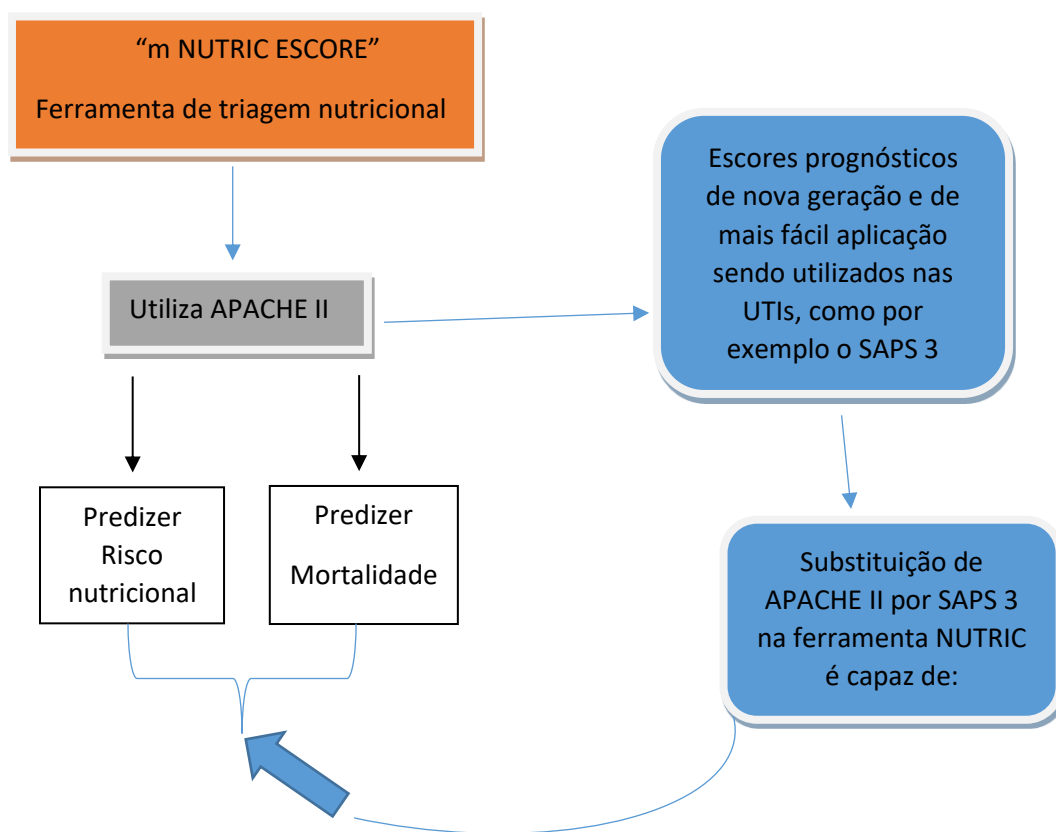 “m NUTRIC ESCORE”
Ferramenta de triagem nutricional
Utiliza APACHE II
Escores prognósticos
de nova geração e de
mais fácil aplicação
sendo utilizados nas
UTIs, como por
exemplo o SAPS 3
Predizer
Risco
nutricional
Predizer
Mortalidade
Substituição de
APACHE II por SAPS 3
na ferramenta NUTRIC
é capaz de: